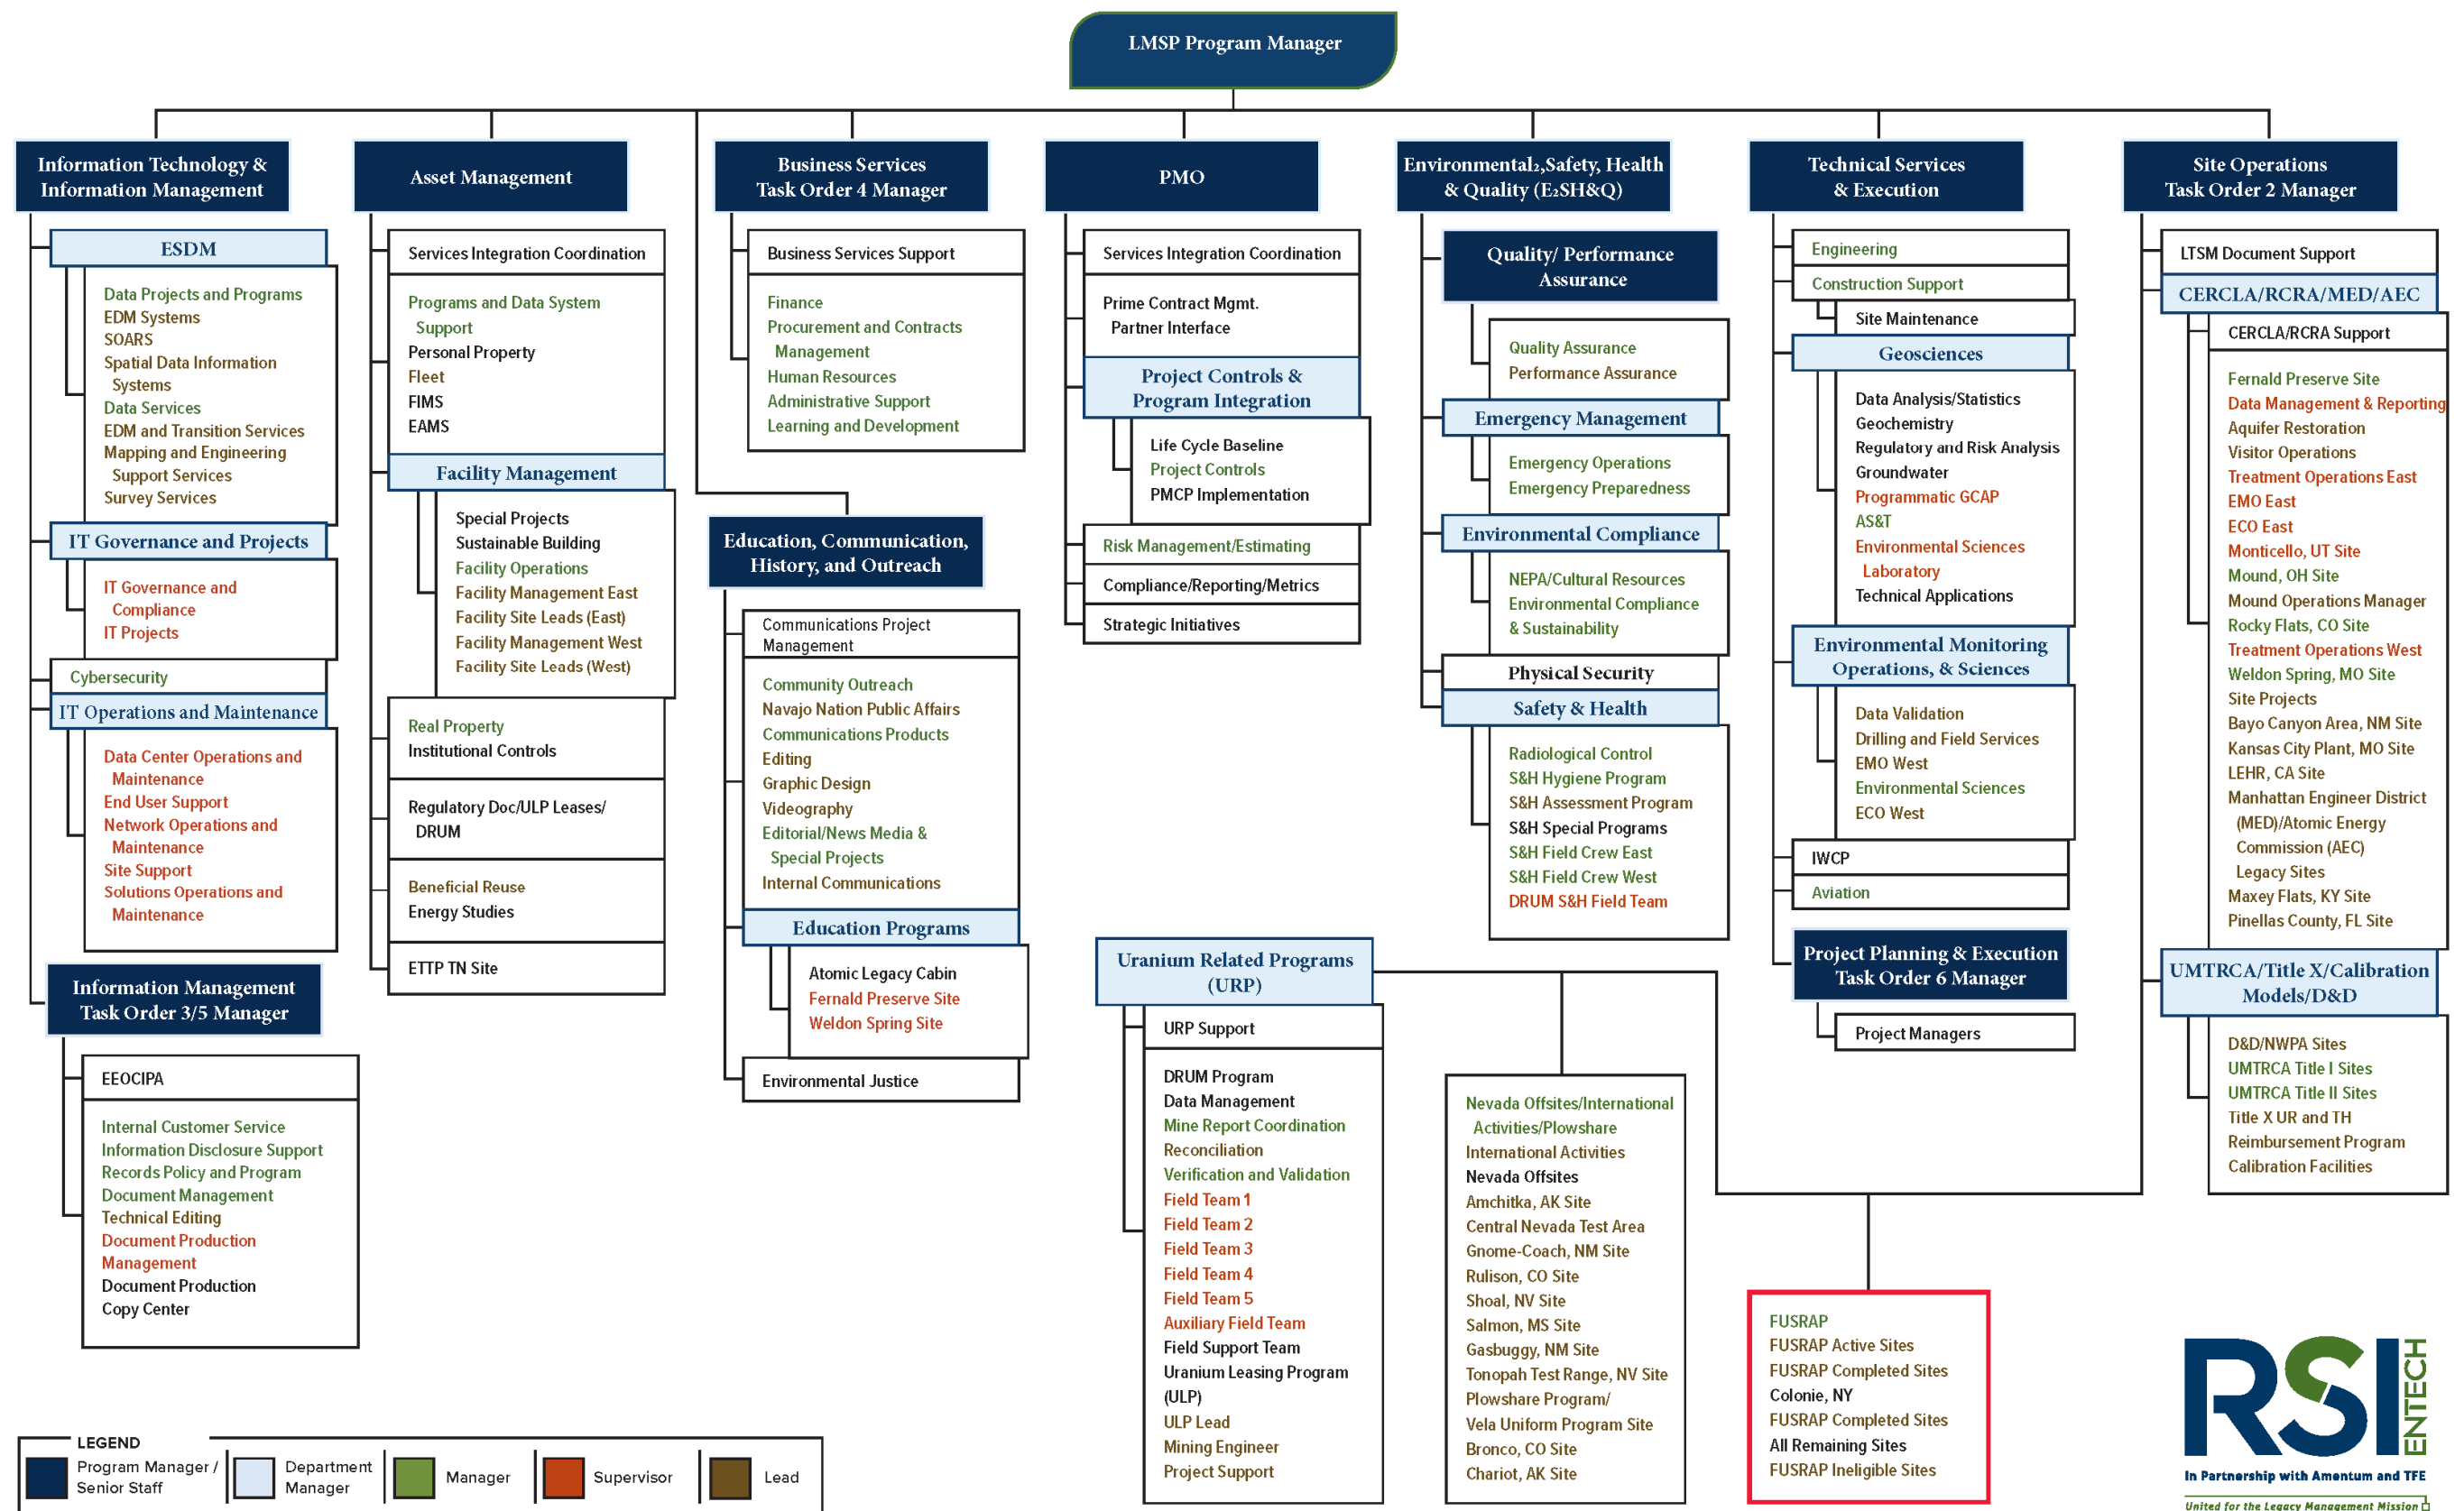 LMSP Program Manager
Information Technology &
Information Management
ESDM
Data Projects and Programs
EDM Systems
SOARS
Spatial Data Information
Systems
Data Services
EDM and Transition Services
Mapping and Engineering
Support Services
Survey Services
IT Governance and Projects
IT Governance and
Compliance
IT Projects
Cybersecurity
IT Operations and Maintenance
Data Center Operations and
Maintenance
End User Support
Network Operations and
Maintenance
Site Support
Solutions Operations and
Maintenance
Information Management
Task Order 3/5 Manager
EEOCIPA
Internal Customer Service
Information Disclosure Support
Records Policy and Program
Document Management
Technical Editing
Document Production
Management
Document Production
Copy Center
Asset Management
Services Integration Coordination
Programs and Data System
Support
Personal Property
Fleet
FIMS
EAMS
Facility Management
Special Projects
Sustainable Building
Facility Operations
Facility Management East
Facility Site Leads (East)
Facility Management West
Facility Site Leads (West)
Real Property
Institutional Controls
Regulatory Doc/ULP Leases/
DRUM
Beneficial Reuse
Energy Studies
ETTP TN Site
Business Services
Task Order 4 Manager
Business Services Support
Finance
Procurement and Contracts
Management
Human Resources
Administrative Support
Learning and Development
Education, Communication,
History, and Outreach
Communications Project
Management
Community Outreach
Navajo Nation Public Affairs
Communications Products
Editing
Graphic Design
Videography
Editorial/News Media &
Special Projects
Internal Communications
Education Programs
Atomic Legacy Cabin
Fernald Preserve Site
Weldon Spring Site
Environmental Justice
PMO
Services Integration Coordination
Prime Contract Mgmt.
Partner Interface
Project Controls &
Program Integration
Life Cycle Baseline
Project Controls
PMCP Implementation
Risk Management/Estimating
Compliance/Reporting/Metrics
Strategic Initiatives
Environmental₂,Safety, Health
& Quality (E₂SH&Q)
Quality/ Performance
Assurance
Quality Assurance
Performance Assurance
Emergency Management
Emergency Operations
Emergency Preparedness
Environmental Compliance
NEPA/Cultural Resources
Environmental Compliance
& Sustainability
Physical Security
Safety & Health
Radiological Control
S&H Hygiene Program
S&H Assessment Program
S&H Special Programs
S&H Field Crew East
S&H Field Crew West
DRUM S&H Field Team
Technical Services
& Execution
Engineering
Construction Support
Site Maintenance
Geosciences
Data Analysis/Statistics
Geochemistry
Regulatory and Risk Analysis
Groundwater
Programmatic GCAP
AS&T
Environmental Sciences
Laboratory
Technical Applications
Environmental Monitoring
Operations, & Sciences
Data Validation
Drilling and Field Services
EMO West
Environmental Sciences
ECO West
IWCP
Aviation
Project Planning & Execution
Task Order 6 Manager
Project Managers
Site Operations
Task Order 2 Manager
LTSM Document Support
CERCLA/RCRA/MED/AEC
CERCLA/RCRA Support
Fernald Preserve Site
Data Management & Reporting
Aquifer Restoration
Visitor Operations
Treatment Operations East
EMO East
ECO East
Monticello, UT Site
Mound, OH Site
Mound Operations Manager
Rocky Flats, CO Site
Treatment Operations West
Weldon Spring, MO Site
Site Projects
Bayo Canyon Area, NM Site
Kansas City Plant, MO Site
LEHR, CA Site
Manhattan Engineer District
(MED)/Atomic Energy
Commission (AEC)
Legacy Sites
Maxey Flats, KY Site
Pinellas County, FL Site
UMTRCA/Title X/Calibration
Models/D&D
D&D/NWPA Sites
UMTRCA Title I Sites
UMTRCA Title II Sites
Title X UR and TH
Reimbursement Program
Calibration Facilities
Uranium Related Programs
(URP)
URP Support
DRUM Program
Data Management
Mine Report Coordination
Reconciliation
Verification and Validation
Field Team 1
Field Team 2
Field Team 3
Field Team 4
Field Team 5
Auxiliary Field Team
Field Support Team
Uranium Leasing Program
(ULP)
ULP Lead
Mining Engineer
Project Support
Nevada Offsites/International
Activities/Plowshare
International Activities
Nevada Offsites
Amchitka, AK Site
Central Nevada Test Area
Gnome-Coach, NM Site
Rulison, CO Site
Shoal, NV Site
Salmon, MS Site
Gasbuggy, NM Site
Tonopah Test Range, NV Site
Plowshare Program/
Vela Uniform Program Site
Bronco, CO Site
Chariot, AK Site
FUSRAP
FUSRAP Active Sites
FUSRAP Completed Sites
Colonie, NY
FUSRAP Completed Sites
All Remaining Sites
FUSRAP Ineligible Sites
LEGEND
Program Manager /
Senior Staff
Department
Manager
Manager
Supervisor
Lead
RSI
ENTECH
In Partnership with Amentum and TFE
United for the Legacy Management Mission